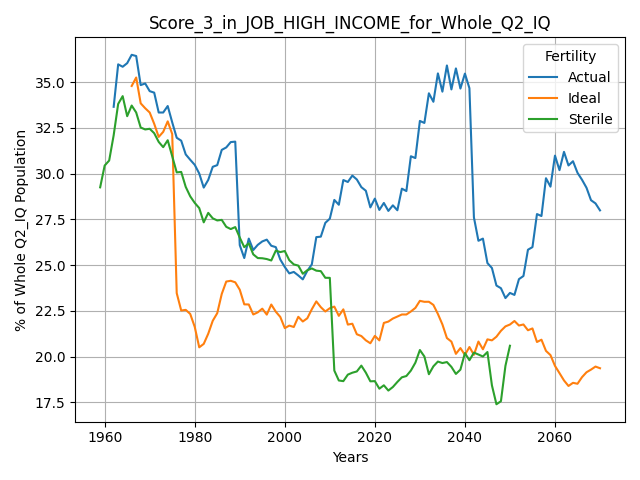 Score_3_in_JOB_HIGH_INCOME_for_Whole_Q2_IQ
% of Whole Q2_IQ Population
35.0
32.5
30.0
27.5
25.0
22.5
20.0
17.5
Fertility
Actual
Ideal
Sterile
1960 1980 2000 2020 2040 2060
Years